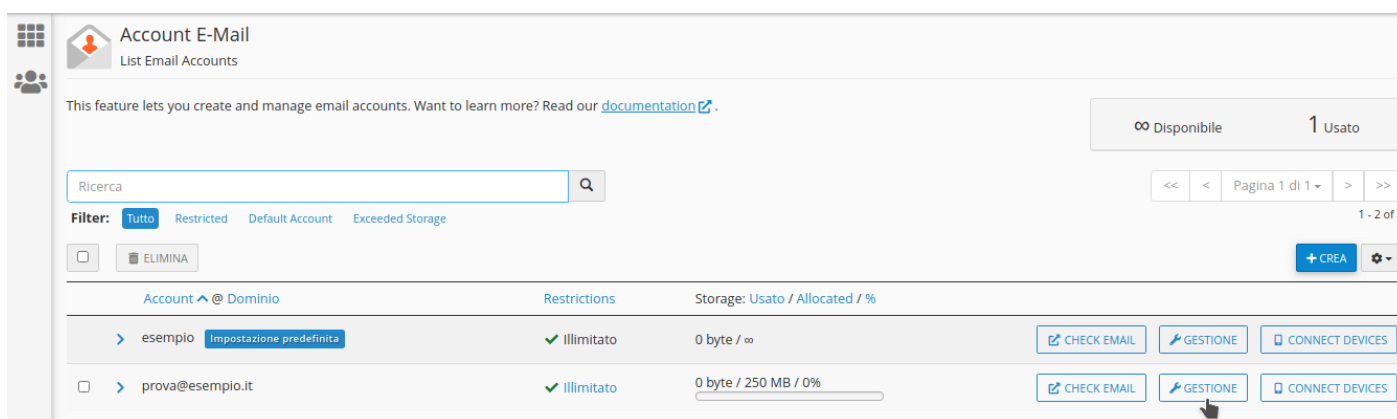 Account E-Mail
List Email Accounts
This feature lets you create and manage email accounts. Want to learn more? Read our documentation .
∞ Disponibile 1 Usato
Ricerca
<< < Pagina 1 di 1 > >>
Filter: Tutto Restricted Default Account Exceeded Storage
1 - 2 of
ELIMINA
+ CREA
Account @ Dominio Restrictions Storage: Usato / Allocated / %
esempio Impostazione predefinita Illimitato 0 byte / ∞ CHECK EMAIL GESTIONE CONNECT DEVICES
prova@esempio.it Illimitato 0 byte / 250 MB / 0% CHECK EMAIL GESTIONE CONNECT DEVICES